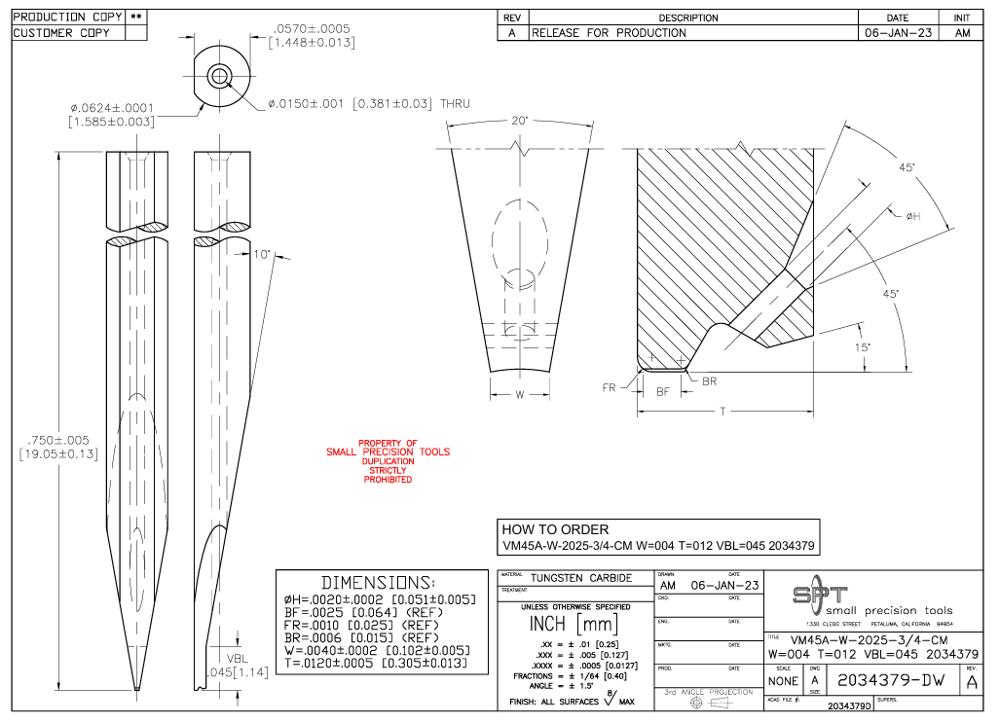 PRODUCTION COPY **
CUSTOMER COPY
REV DESCRIPTION DATE INIT
A RELEASE FOR PRODUCTION 06-JAN-23 AM
.0570±.0005
[1.448±0.013]
ø.0150±.001 [0.381±0.03] THRU
ø.0624±.0001
[1.585±0.003]
20°
45°
øH
10°
45°
15°
FR
BF
BR
W
T
.750±.005
[19.05±0.13]
PROPERTY OF
SMALL PRECISION TOOLS
DUPLICATION
STRICTLY
PROHIBITED
VBL
.045[1.14]
HOW TO ORDER
VM45A-W-2025-3/4-CM W=004 T=012 VBL=045 2034379
DIMENSIONS:
øH=.0020±.0002 [0.051±0.005]
BF=.0025 [0.064] (REF)
FR=.0010 [0.025] (REF)
BR=.0006 [0.015] (REF)
W=.0040±.0002 [0.102±0.005]
T=.0120±.0005 [0.305±0.013]
MATERIAL TUNGSTEN CARBIDE
TREATMENT
UNLESS OTHERWISE SPECIFIED
INCH [mm]
.XX = ± .01 [0.25]
.XXX = ± .005 [0.127]
.XXXX = ± .0005 [0.0127]
FRACTIONS = ± 1/64 [0.40]
ANGLE = ± 1.5°
FINISH: ALL SURFACES 8/ MAX
DRAWN DATE
AM 06-JAN-23
CKD. DATE
ENG. DATE
MKTG. DATE
PROD. DATE
3rd ANGLE PROJECTION
SPT
small precision tools
1330 CLEGG STREET PETALUMA, CALIFORNIA 94954
TITLE VM45A-W-2025-3/4-CM
W=004 T=012 VBL=045 2034379
SCALE NONE
DWG SIZE A
2034379-DW
REV. A
ACAD FILE #: 2034379D
SUPERS.